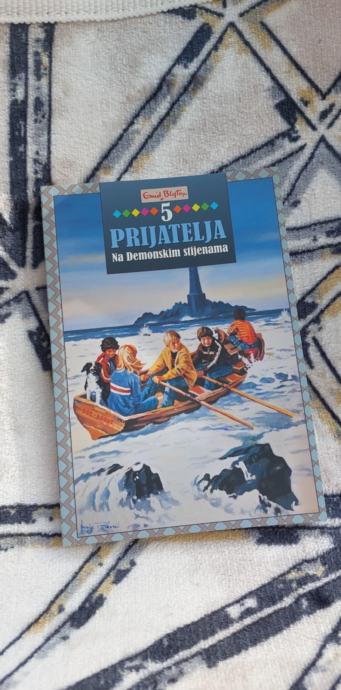 Enid Blyton
5
PRIJATELJA
Na Demonskim stijenama